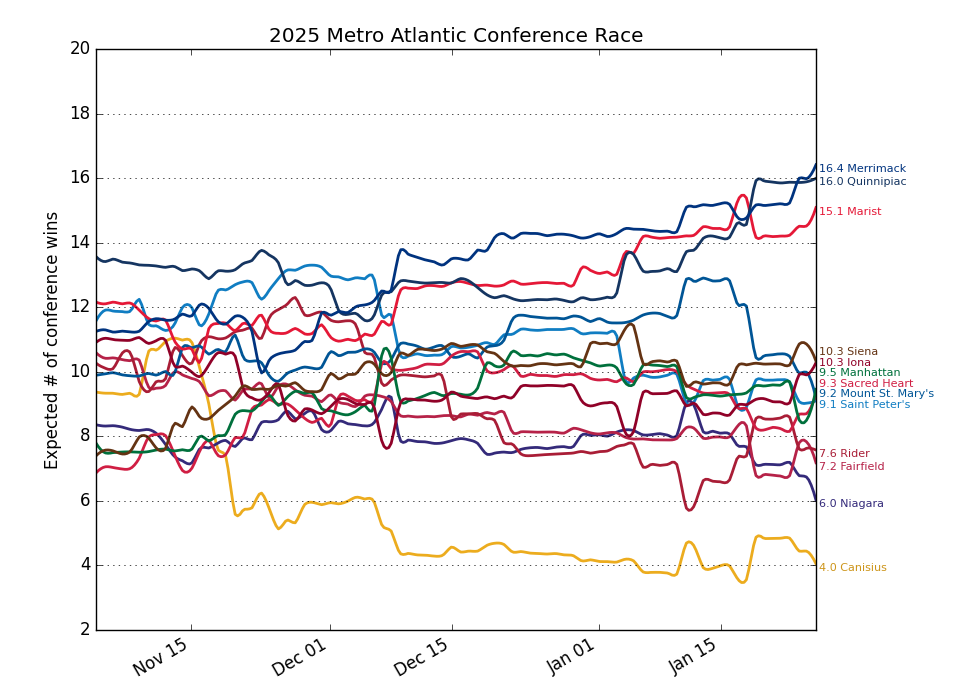 2025 Metro Atlantic Conference Race
Expected # of conference wins
20
18
16
14
12
10
8
6
4
2
16.4 Merrimack
16.0 Quinnipiac
15.1 Marist
10.3 Siena
10.3 Iona
9.5 Manhattan
9.3 Sacred Heart
9.2 Mount St. Mary's
9.1 Saint Peter's
7.6 Rider
7.2 Fairfield
6.0 Niagara
4.0 Canisius
Nov 15
Dec 01
Dec 15
Jan 01
Jan 15